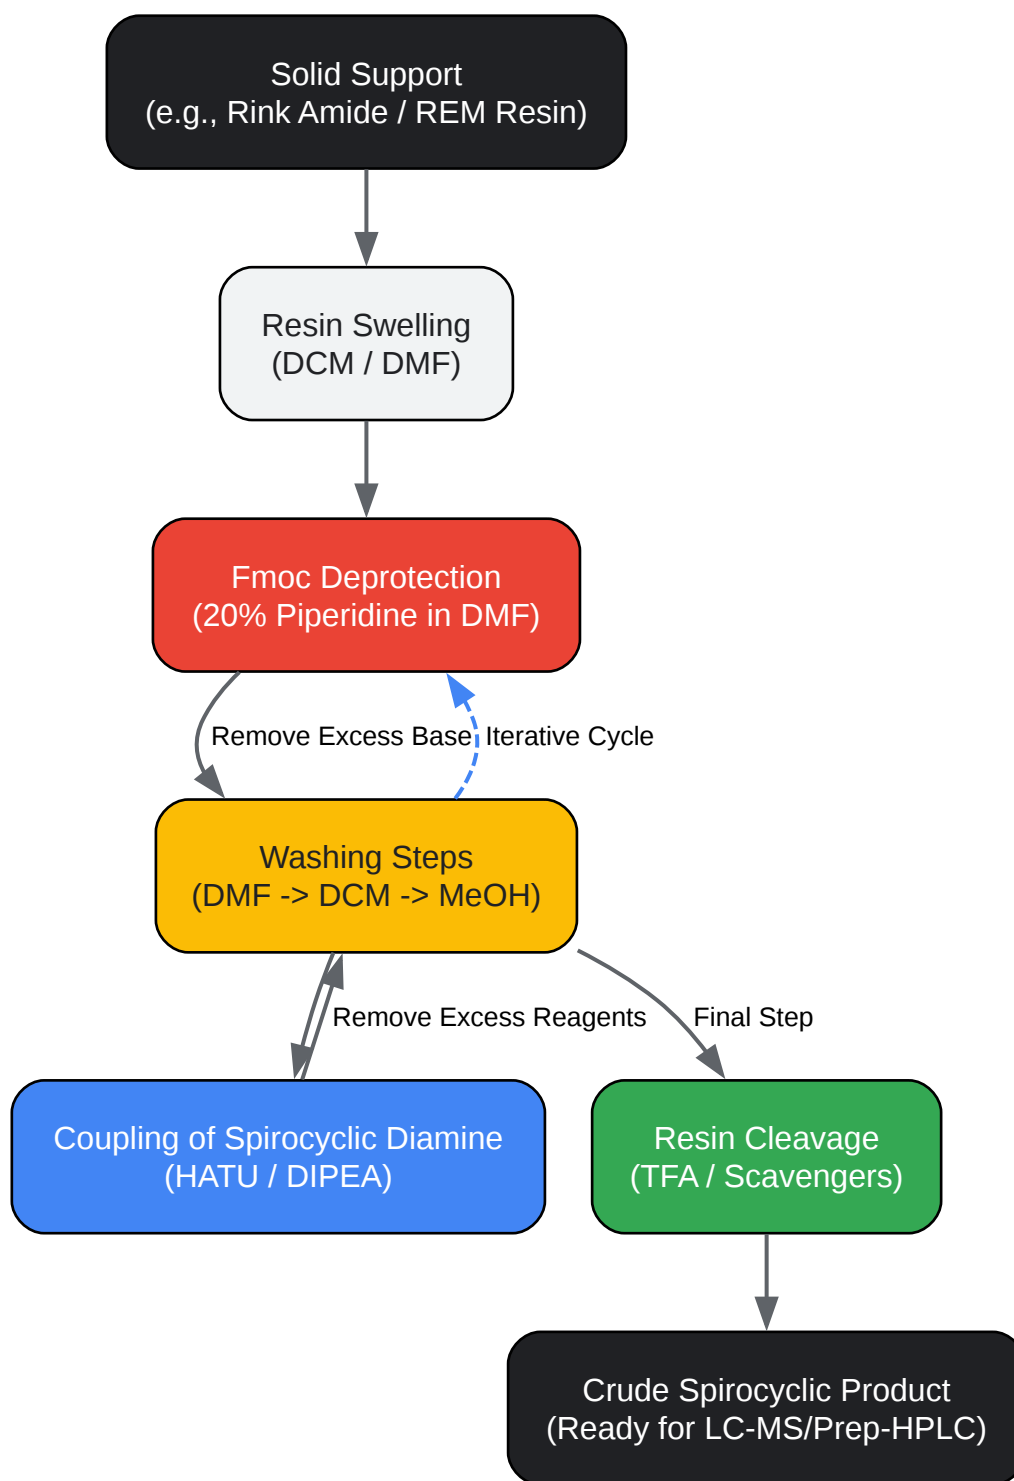 Solid Support
(e.g., Rink Amide / REM Resin)
Resin Swelling
(DCM / DMF)
Fmoc Deprotection
(20% Piperidine in DMF)
Remove Excess Base
Iterative Cycle
Washing Steps
(DMF -> DCM -> MeOH)
Remove Excess Reagents
Final Step
Coupling of Spirocyclic Diamine
(HATU / DIPEA)
Resin Cleavage
(TFA / Scavengers)
Crude Spirocyclic Product
(Ready for LC-MS/Prep-HPLC)